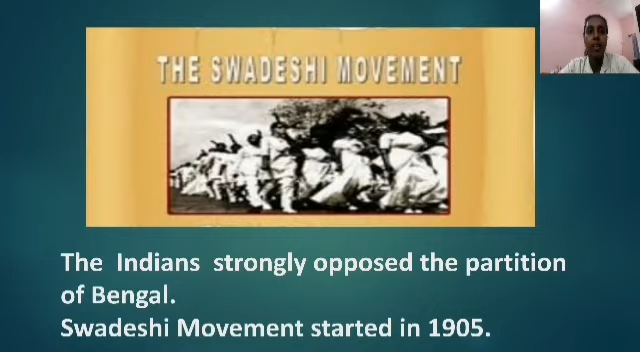 THE SWADESHI MOVEMENT
The Indians strongly opposed the partition
of Bengal.
Swadeshi Movement started in 1905.